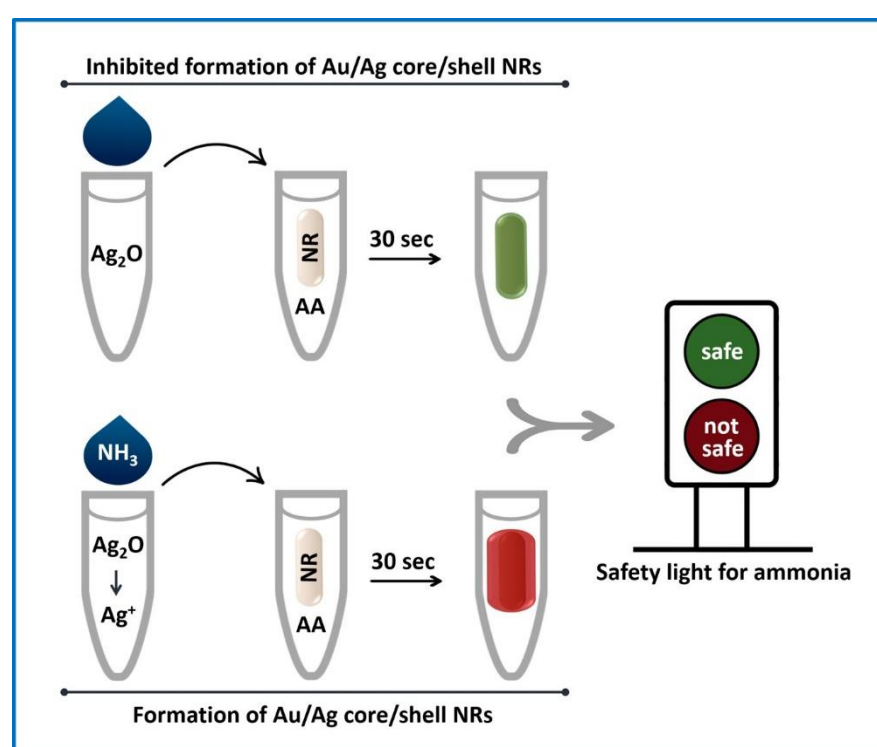 Inhibited formation of Au/Ag core/shell NRs
Ag₂O
NR
AA
30 sec
NH₃
Ag₂O
Ag⁺
NR
AA
30 sec
Formation of Au/Ag core/shell NRs
safe
not
safe
Safety light for ammonia